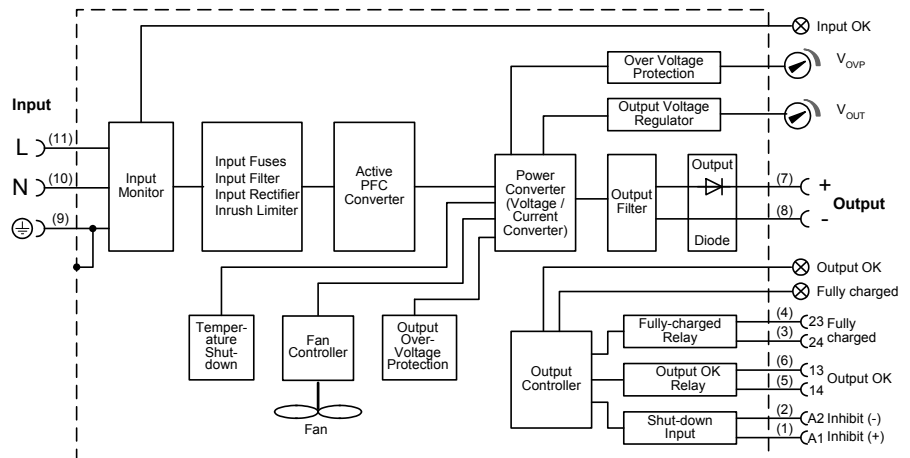 Input OK
Over Voltage
Protection
V_OVP
Input
Output Voltage
Regulator
V_OUT
L
(11)
N
(10)
(9)
Input
Monitor
Input Fuses
Input Filter
Input Rectifier
Inrush Limiter
Active
PFC
Converter
Power
Converter
(Voltage /
Current
Converter)
Output
Filter
Output
Diode
(7)
+
(8)
-
Output
Output OK
Fully charged
Temper-
ature
Shut-
down
Fan
Controller
Fan
Output
Over-
Voltage
Protection
Output
Controller
Fully-charged
Relay
(4)
23
(3)
24
Fully
charged
Output OK
Relay
(6)
13
(5)
14
Output OK
Shut-down
Input
(2)
A2 Inhibit (-)
(1)
A1 Inhibit (+)